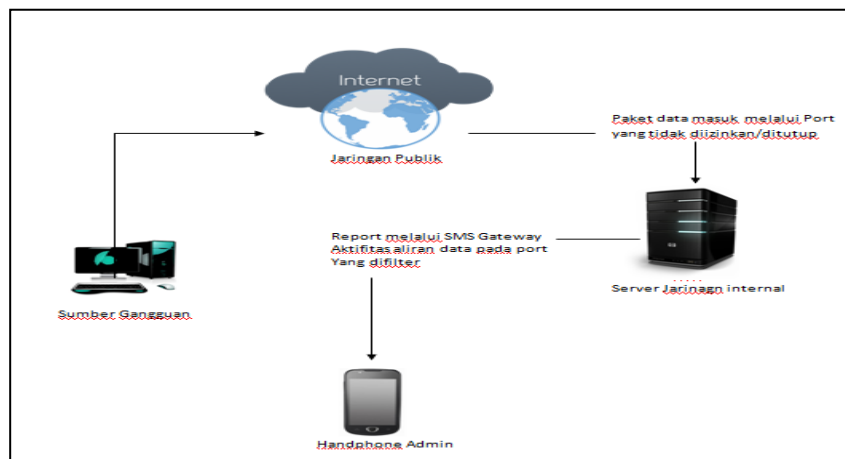 Internet
Jaringan Publik
Paket data masuk melalui Port
yang tidak diizinkan/ditutup
Report melalui SMS Gateway
Aktifitas aliran data pada port
Yang difilter
Server Jarinagn internal
Sumber Gangguan
Handphone Admin